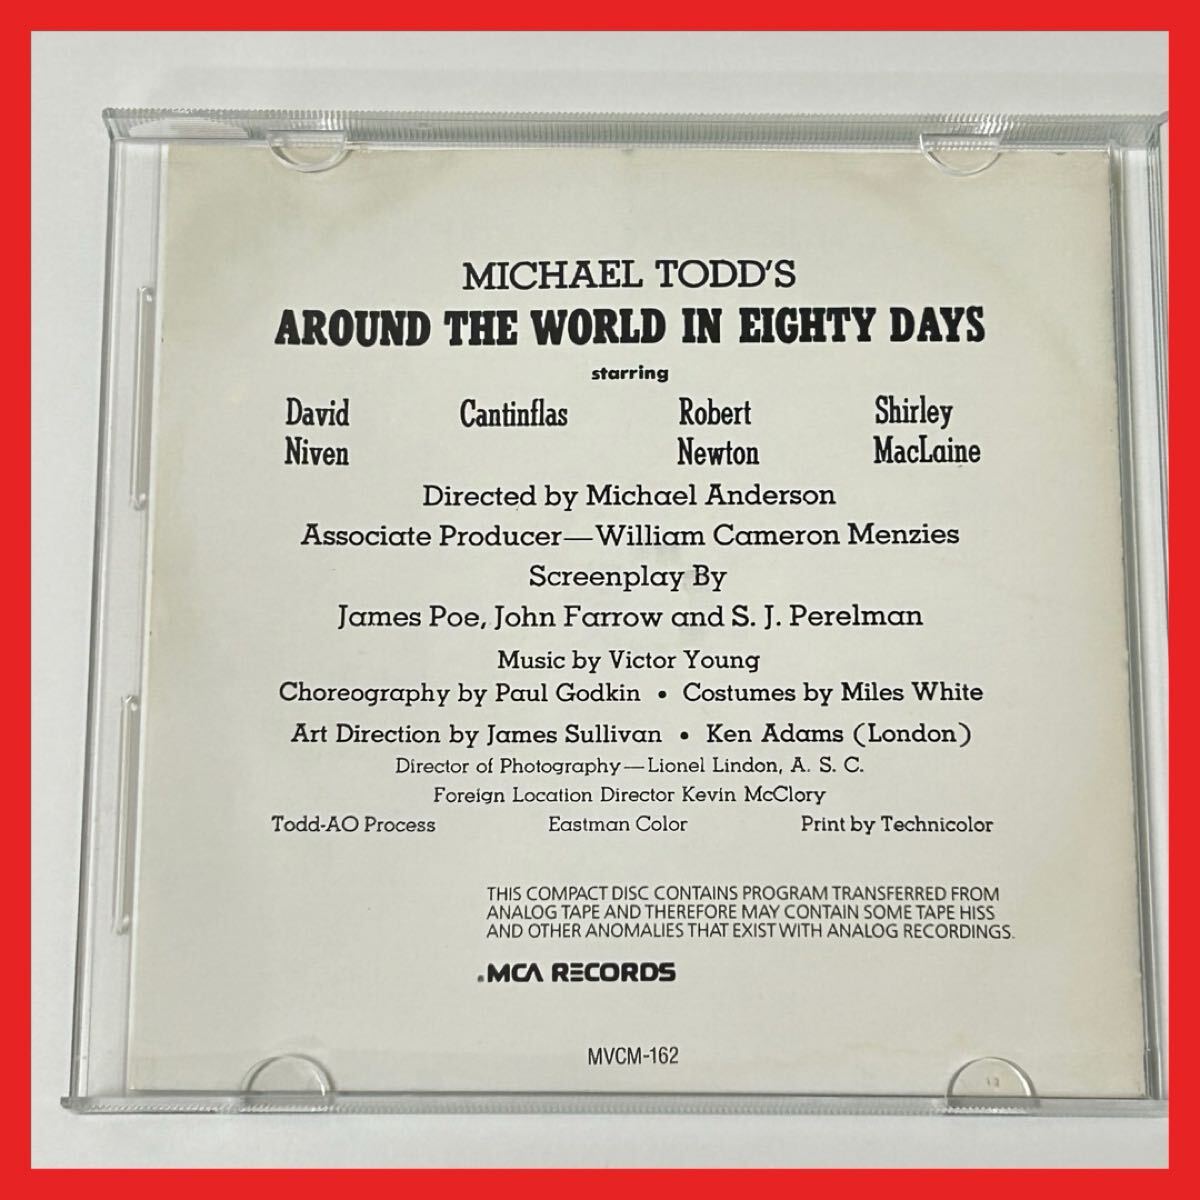 MICHAEL TODD'S
AROUND THE WORLD IN EIGHTY DAYS
starring
David Niven
Cantinflas
Robert Newton
Shirley MacLaine
Directed by Michael Anderson
Associate Producer—William Cameron Menzies
Screenplay By
James Poe, John Farrow and S. J. Perelman
Music by Victor Young
Choreography by Paul Godkin • Costumes by Miles White
Art Direction by James Sullivan • Ken Adams (London)
Director of Photography—Lionel Lindon, A. S. C.
Foreign Location Director Kevin McClory
Todd-AO Process Eastman Color Print by Technicolor
THIS COMPACT DISC CONTAINS PROGRAM TRANSFERRED FROM
ANALOG TAPE AND THEREFORE MAY CONTAIN SOME TAPE HISS
AND OTHER ANOMALIES THAT EXIST WITH ANALOG RECORDINGS.
MCA RECORDS
MVCM-162